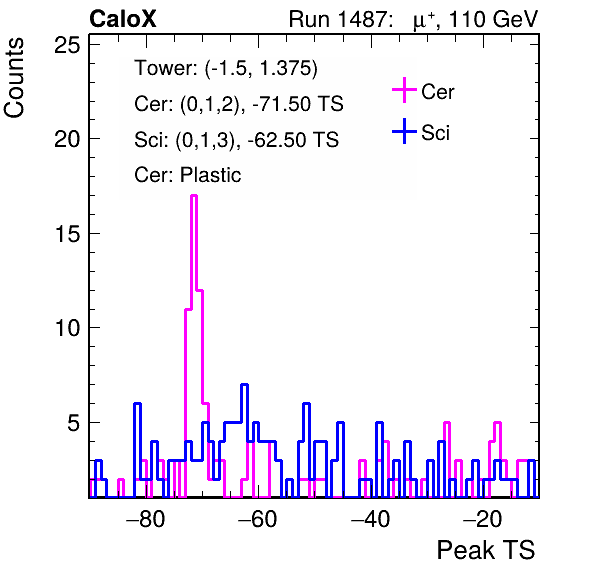 CaloX Run 1487: μ⁺, 110 GeV
Counts
25
20
15
10
5
Tower: (-1.5, 1.375)
Cer: (0,1,2), -71.50 TS
Sci: (0,1,3), -62.50 TS
Cer: Plastic
Cer
Sci
−80 −60 −40 −20
Peak TS